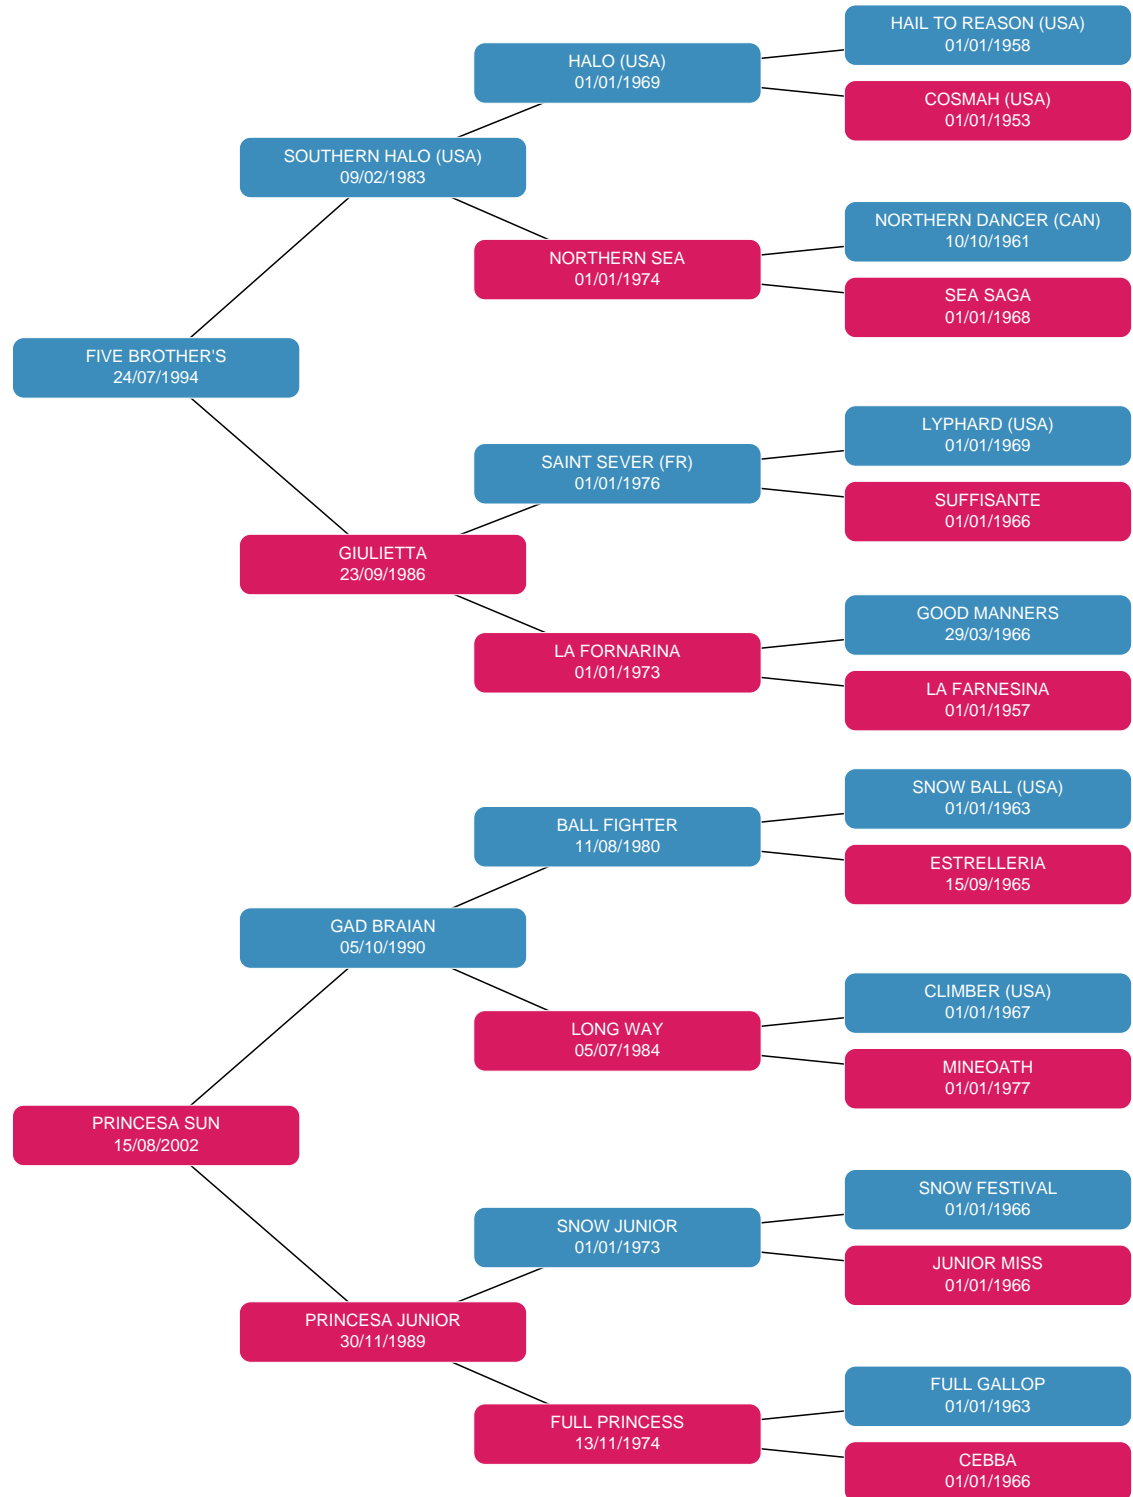 HAIL TO REASON (USA)
01/01/1958
HALO (USA)
01/01/1969
COSMAH (USA)
01/01/1953
SOUTHERN HALO (USA)
09/02/1983
NORTHERN DANCER (CAN)
10/10/1961
NORTHERN SEA
01/01/1974
SEA SAGA
01/01/1968
FIVE BROTHER'S
24/07/1994
LYPHARD (USA)
01/01/1969
SAINT SEVER (FR)
01/01/1976
SUFFISANTE
01/01/1966
GIULIETTA
23/09/1986
GOOD MANNERS
29/03/1966
LA FORNARINA
01/01/1973
LA FARNESINA
01/01/1957
SNOW BALL (USA)
01/01/1963
BALL FIGHTER
11/08/1980
ESTRELLERIA
15/09/1965
GAD BRAIAN
05/10/1990
CLIMBER (USA)
01/01/1967
LONG WAY
05/07/1984
MINEOATH
01/01/1977
PRINCESA SUN
15/08/2002
SNOW FESTIVAL
01/01/1966
SNOW JUNIOR
01/01/1973
JUNIOR MISS
01/01/1966
PRINCESA JUNIOR
30/11/1989
FULL GALLOP
01/01/1963
FULL PRINCESS
13/11/1974
CEBBA
01/01/1966